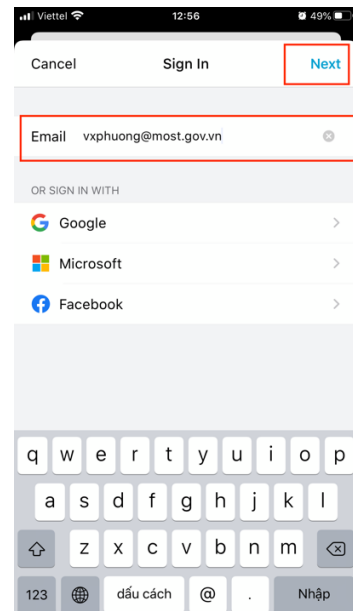 Viettel 12:56 49%
Cancel Sign In Next
Email vxphuong@most.gov.vn
OR SIGN IN WITH
Google
Microsoft
Facebook
q w e r t y u i o p
a s d f g h j k l
z x c v b n m
123 dấu cách @ . Nhập